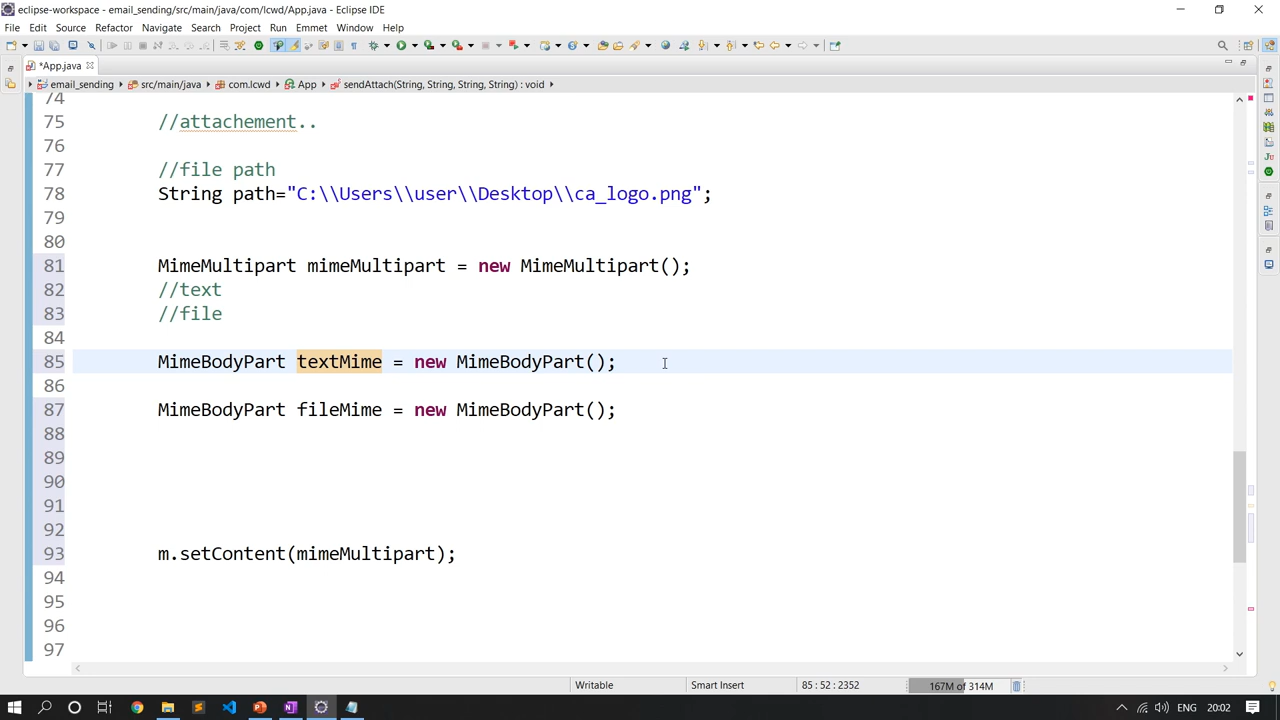 eclipse-workspace - email_sending/src/main/java/com/lcwd/App.java - Eclipse IDE
File Edit Source Refactor Navigate Search Project Run Emmet Window Help
*App.java
email_sending src/main/java com.lcwd App sendAttach(String, String, String, String) : void
74
75 //attachement..
76
77 //file path
78 String path="C:\\Users\\user\\Desktop\\ca_logo.png";
79
80
81 MimeMultipart mimeMultipart = new MimeMultipart();
82 //text
83 //file
84
85 MimeBodyPart textMime = new MimeBodyPart();
86
87 MimeBodyPart fileMime = new MimeBodyPart();
88
89
90
91
92
93 m.setContent(mimeMultipart);
94
95
96
97
Writable Smart Insert 85 : 52 : 2352 167M of 314M
ENG 20:02